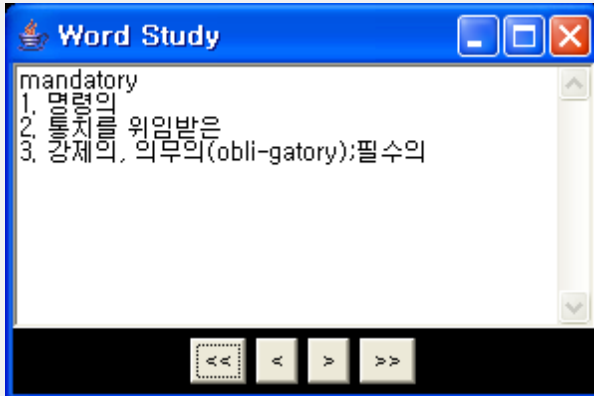 Word Study
mandatory
1. 명령의
2. 통치를 위임받은
3. 강제의, 의무의(obli-gatory);필수의
<< < > >>